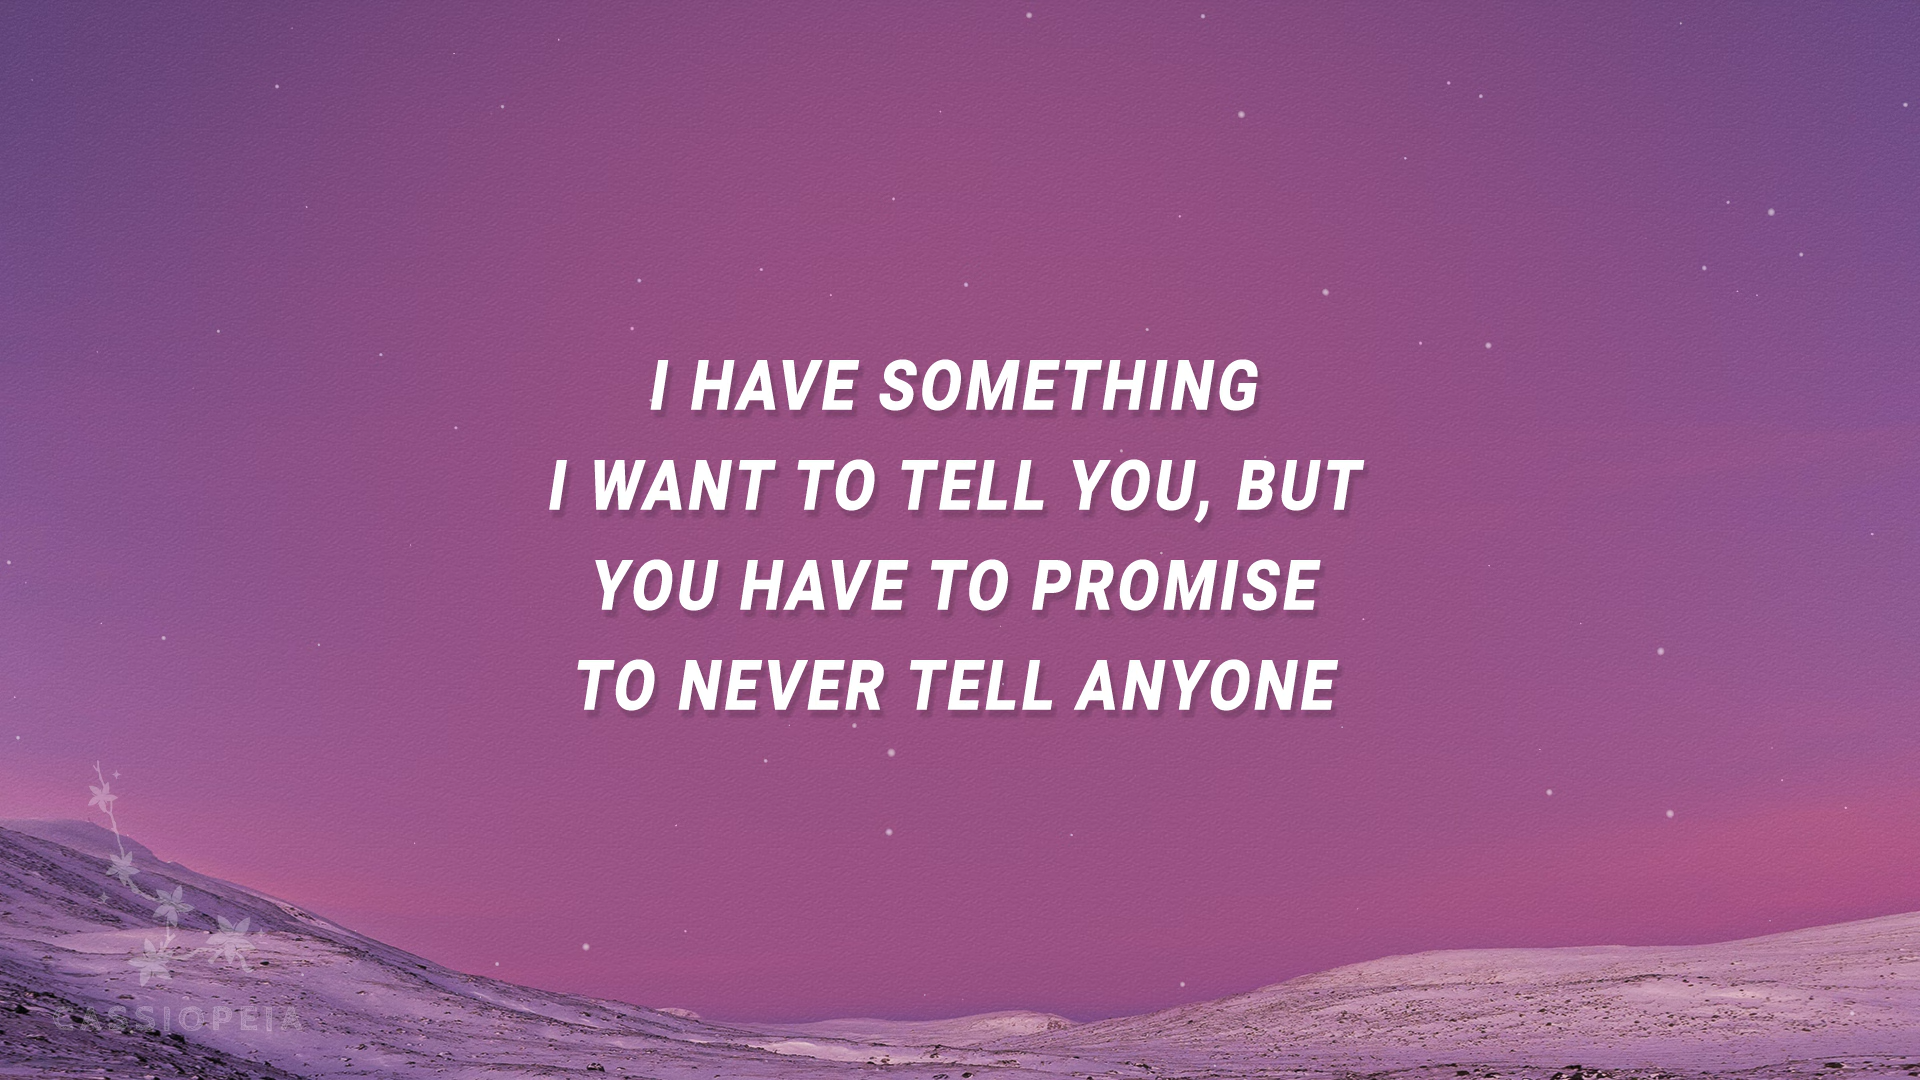 I HAVE SOMETHING
I WANT TO TELL YOU, BUT
YOU HAVE TO PROMISE
TO NEVER TELL ANYONE
CASSIOPEIA